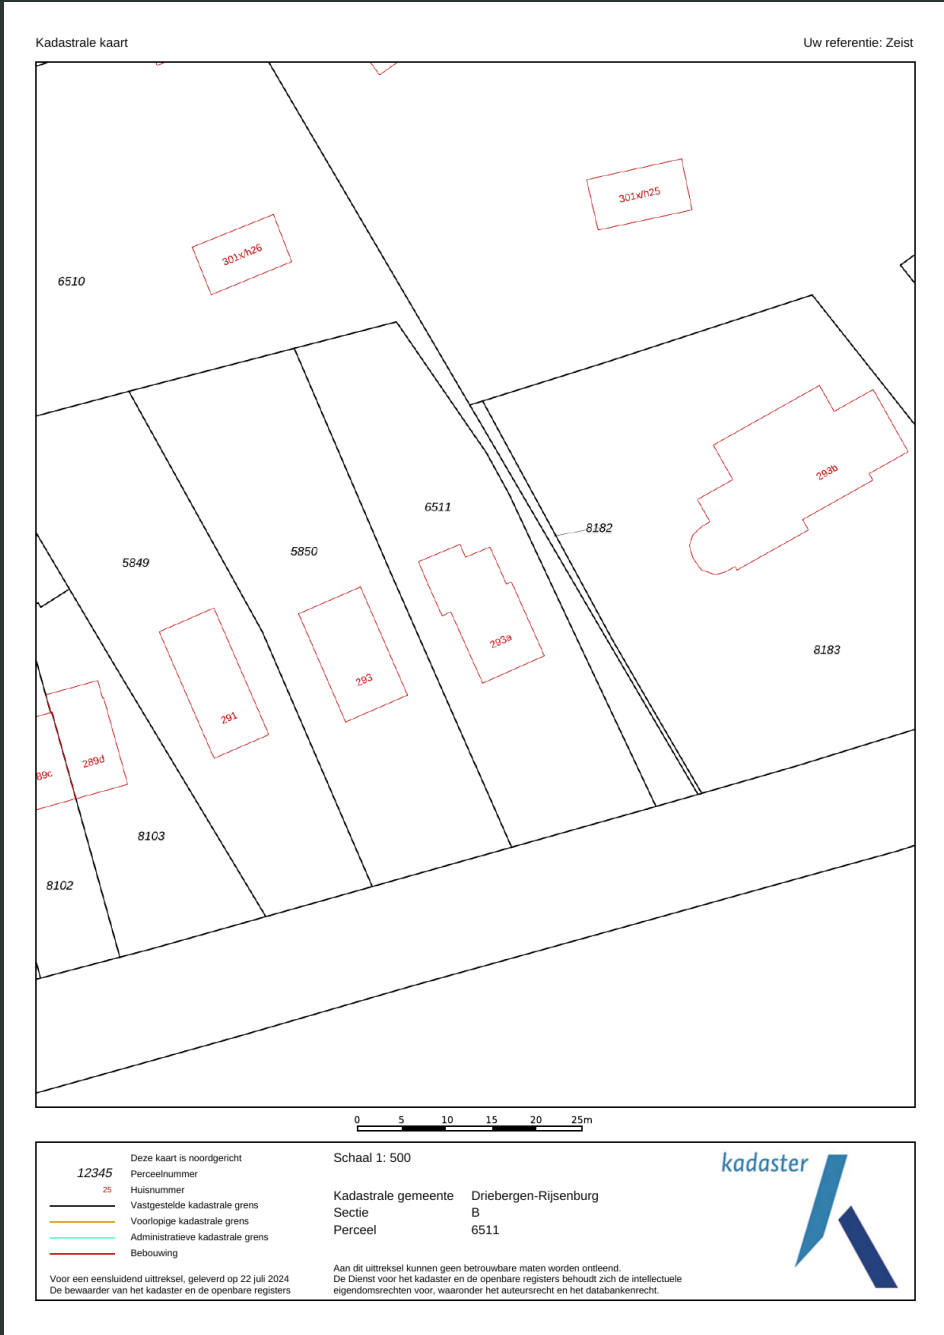 Kadastrale kaart
Uw referentie: Zeist
301x/h25
301x/h26
6510
293b
6511
8182
5850
5849
293a
8183
293
291
289d
89c
8103
8102
0 5 10 15 20 25m
Deze kaart is noordgericht
12345 Perceelnummer
25 Huisnummer
Vastgestelde kadastrale grens
Voorlopige kadastrale grens
Administratieve kadastrale grens
Bebouwing
Voor een eensluidend uittreksel, geleverd op 22 juli 2024
De bewaarder van het kadaster en de openbare registers
Schaal 1: 500
Kadastrale gemeente Driebergen-Rijsenburg
Sectie B
Perceel 6511
Aan dit uittreksel kunnen geen betrouwbare maten worden ontleend.
De Dienst voor het kadaster en de openbare registers behoudt zich de intellectuele
eigendomsrechten voor, waaronder het auteursrecht en het databankenrecht.
kadaster